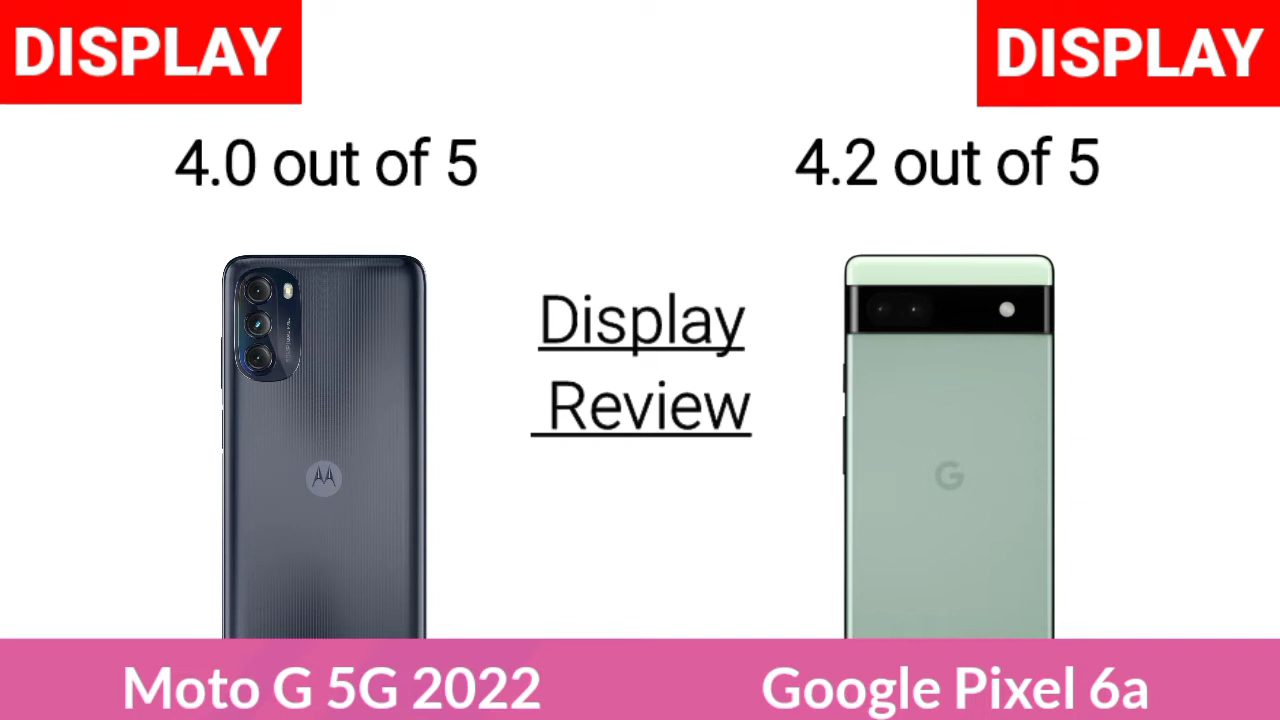 DISPLAY
DISPLAY
4.0 out of 5
4.2 out of 5
Display
Review
G
Moto G 5G 2022
Google Pixel 6a